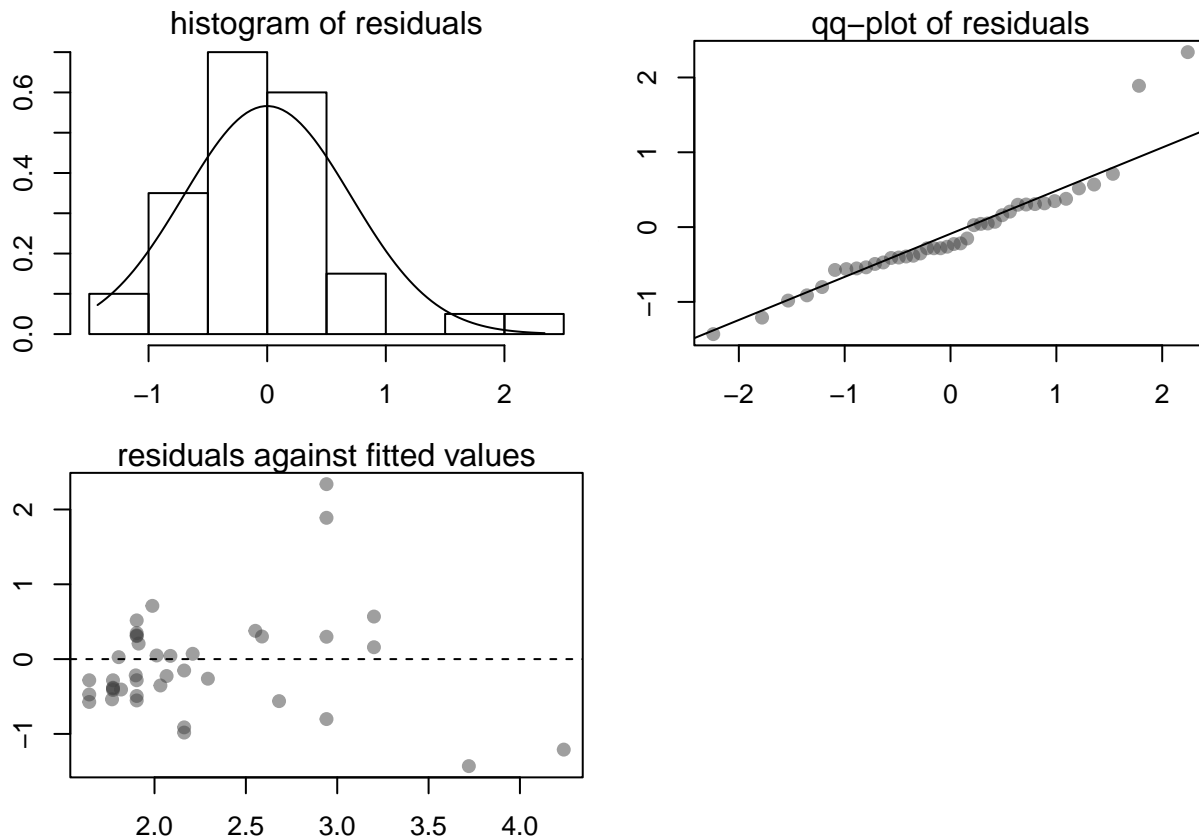 histogram of residuals
0.0 0.2 0.4 0.6
−1 0 1 2
qq−plot of residuals
−1 0 1 2
−2 −1 0 1 2
residuals against fitted values
−1 0 1 2
2.0 2.5 3.0 3.5 4.0